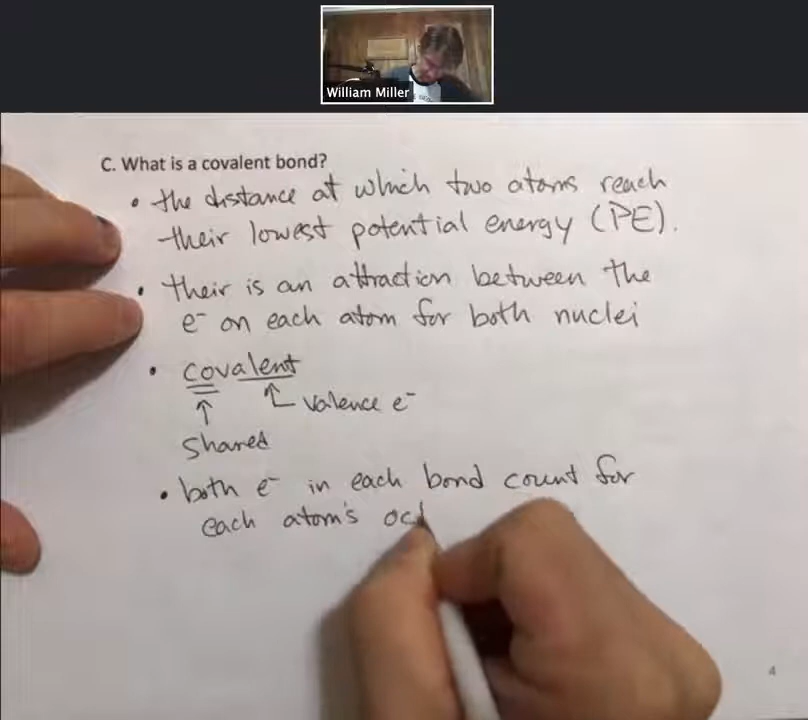 William Miller
C. What is a covalent bond?
• the distance at which two atoms reach
their lowest potential energy (PE).
• their is an attraction between the
e⁻ on each atom for both nuclei
• covalent
valence e⁻
shared
• both e⁻ in each bond count for
each atom's oct
4